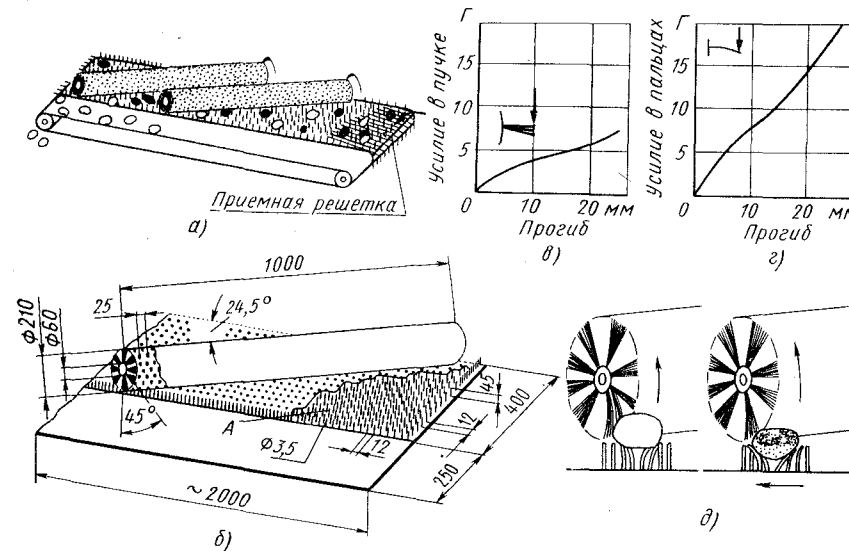 Приемная решетка
а)
Усилие в пучке
Г
15
10
5
0
10
20 мм
Прогиб
в)
Усилие в пальцах
Г
15
10
5
0
10
20
мм
Прогиб
г)
1000
25
24,5°
Ф210
Ф60
45°
А
Ф3,5
12
12
45
400
250
~2000
б)
д)